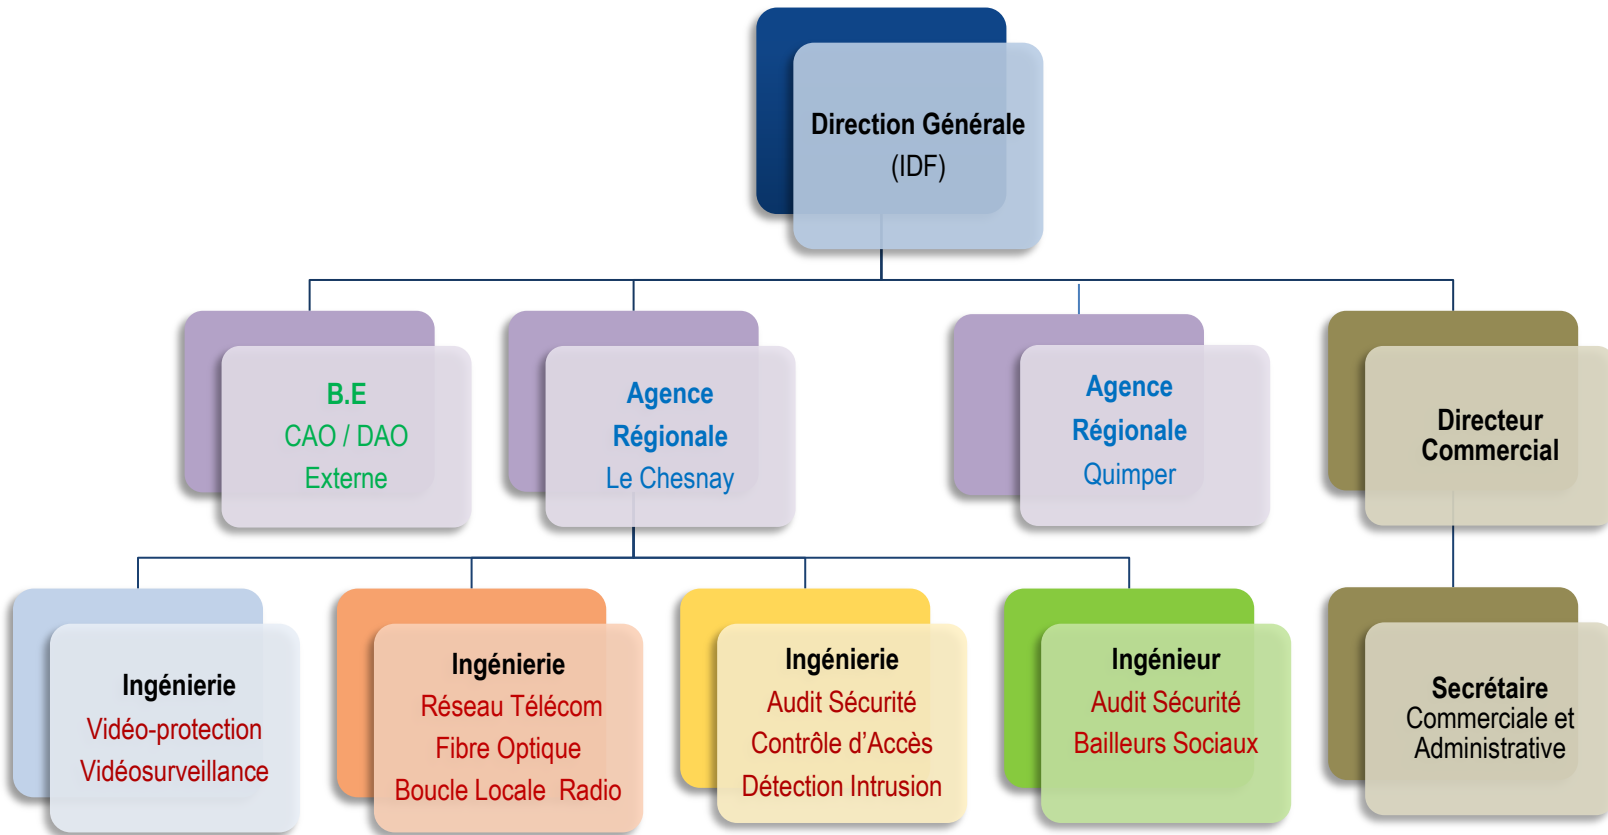 Direction Générale
(IDF)
B.E
CAO / DAO
Externe
Agence
Régionale
Le Chesnay
Agence
Régionale
Quimper
Directeur
Commercial
Ingénierie
Vidéo-protection
Vidéosurveillance
Ingénierie
Réseau Télécom
Fibre Optique
Boucle Locale  Radio
Ingénierie
Audit Sécurité
Contrôle d’Accès
Détection Intrusion
Ingénieur
Audit Sécurité
Bailleurs Sociaux
Secrétaire
Commerciale et
Administrative